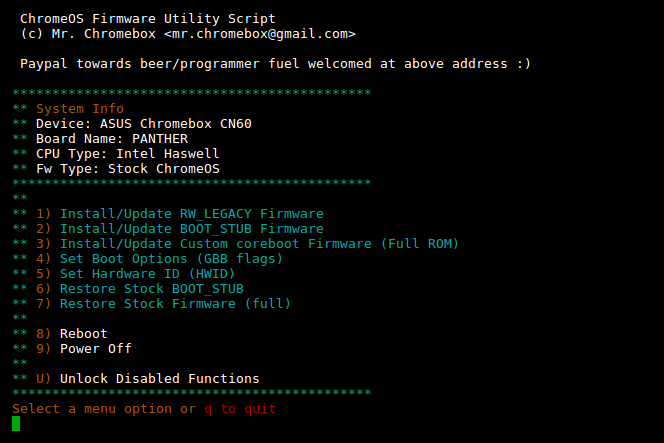 ChromeOS Firmware Utility Script
(c) Mr. Chromebox <mr.chromebox@gmail.com>
Paypal towards beer/programmer fuel welcomed at above address :)
*********************************************
** System Info
** Device: ASUS Chromebox CN60
** Board Name: PANTHER
** CPU Type: Intel Haswell
** Fw Type: Stock ChromeOS
*********************************************
**
** 1) Install/Update RW_LEGACY Firmware
** 2) Install/Update BOOT_STUB Firmware
** 3) Install/Update Custom coreboot Firmware (Full ROM)
** 4) Set Boot Options (GBB flags)
** 5) Set Hardware ID (HWID)
** 6) Restore Stock BOOT_STUB
** 7) Restore Stock Firmware (full)
**
** 8) Reboot
** 9) Power Off
**
** U) Unlock Disabled Functions
*********************************************
Select a menu option or q to quit